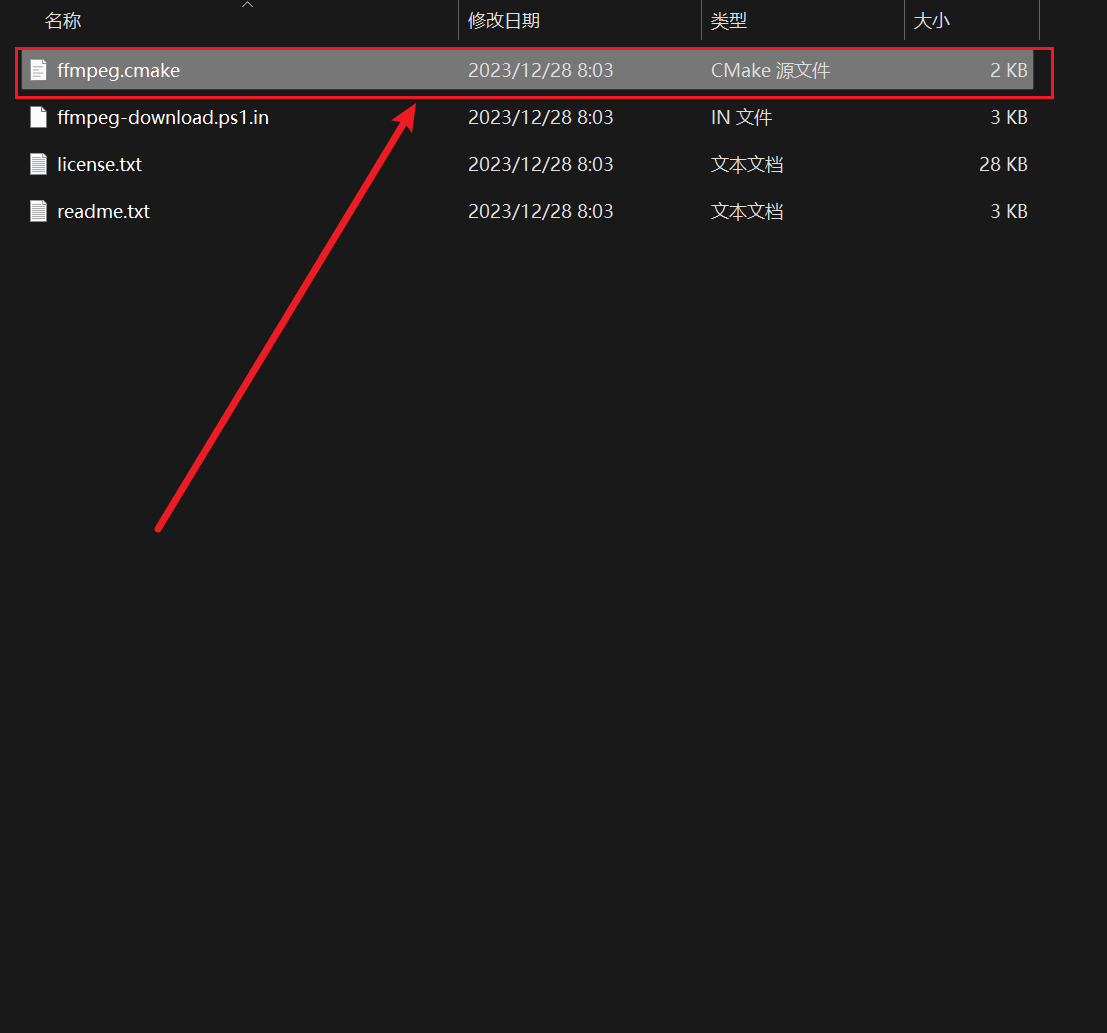 名称 修改日期 类型 大小
ffmpeg.cmake 2023/12/28 8:03 CMake 源文件 2 KB
ffmpeg-download.ps1.in 2023/12/28 8:03 IN 文件 3 KB
license.txt 2023/12/28 8:03 文本文档 28 KB
readme.txt 2023/12/28 8:03 文本文档 3 KB